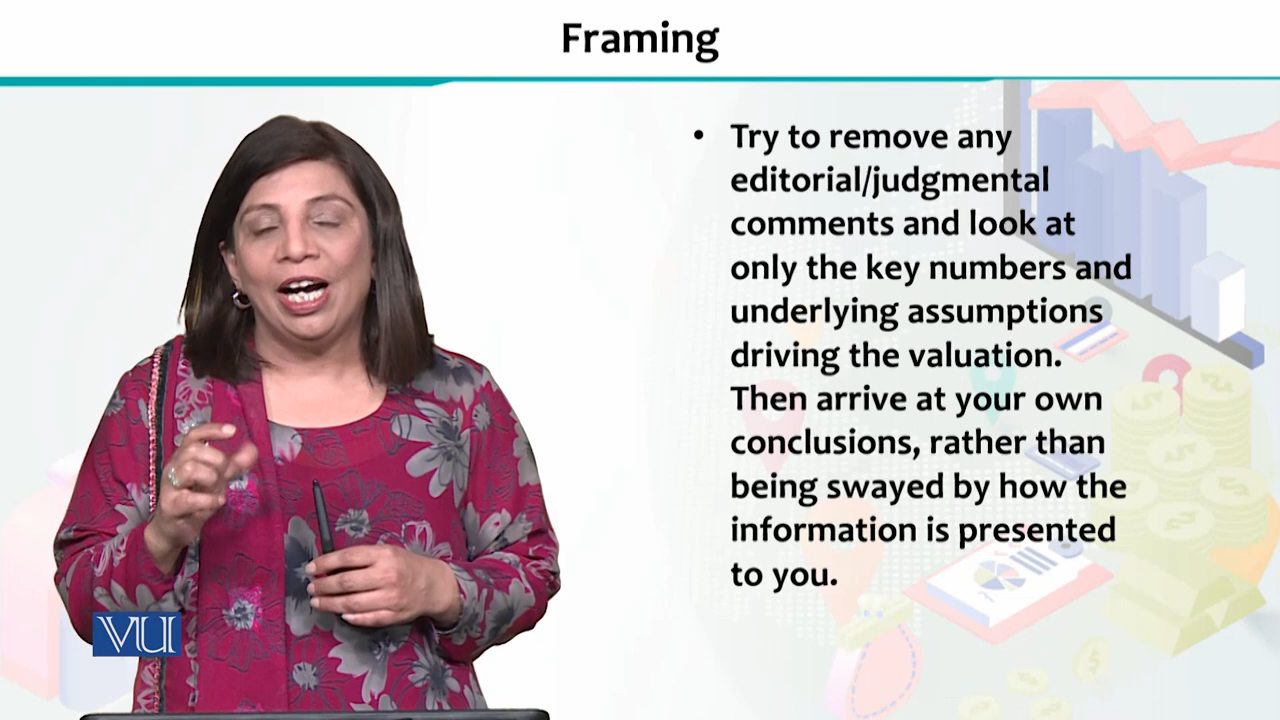 Framing
• Try to remove any
editorial/judgmental
comments and look at
only the key numbers and
underlying assumptions
driving the valuation.
Then arrive at your own
conclusions, rather than
being swayed by how the
information is presented
to you.
VU